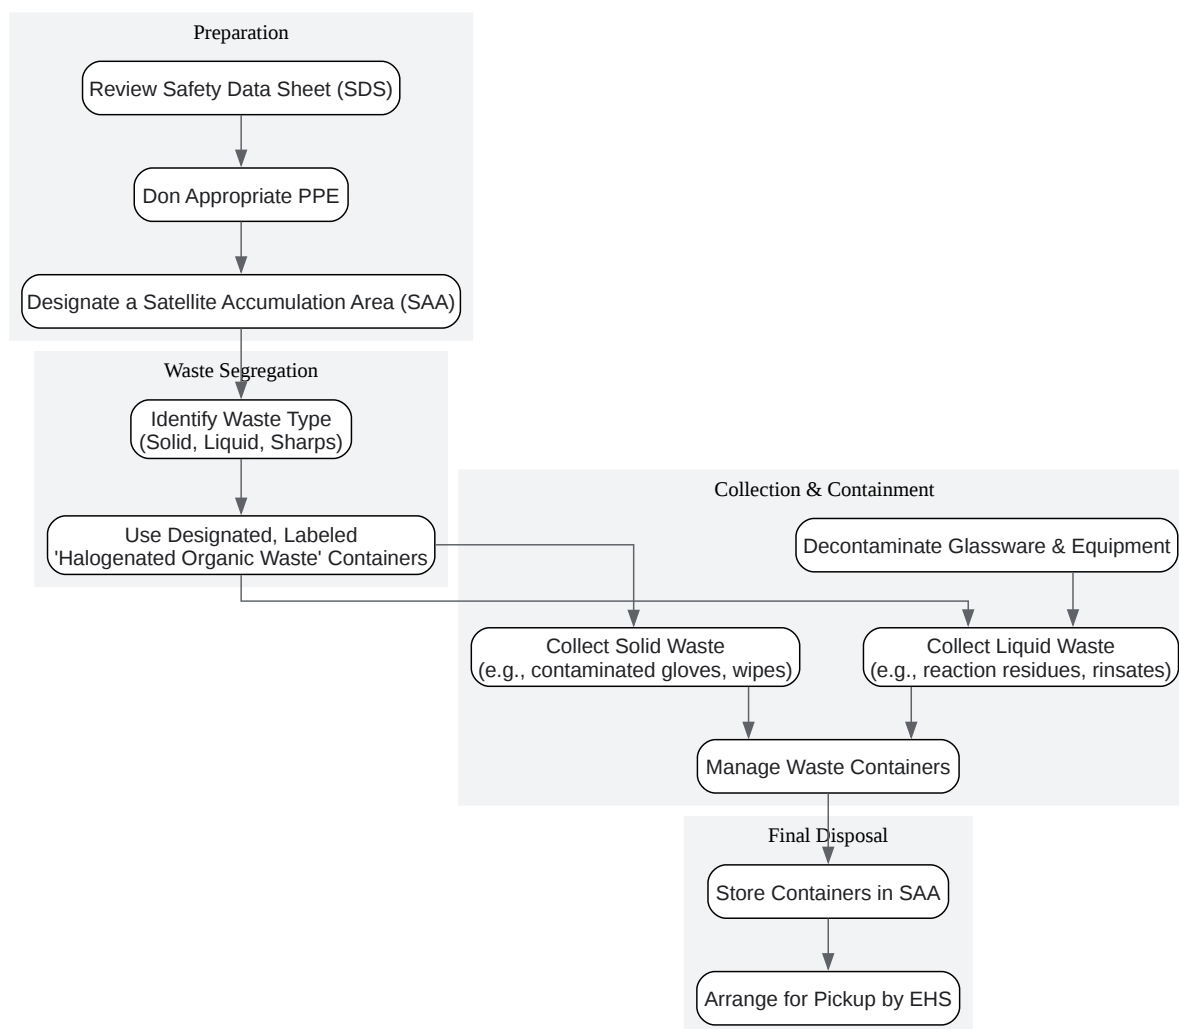 Preparation
Review Safety Data Sheet (SDS)
Don Appropriate PPE
Designate a Satellite Accumulation Area (SAA)
Waste Segregation
Identify Waste Type
(Solid, Liquid, Sharps)
Use Designated, Labeled
'Halogenated Organic Waste' Containers
Collection & Containment
Decontaminate Glassware & Equipment
Collect Solid Waste
(e.g., contaminated gloves, wipes)
Collect Liquid Waste
(e.g., reaction residues, rinsates)
Manage Waste Containers
Final Disposal
Store Containers in SAA
Arrange for Pickup by EHS